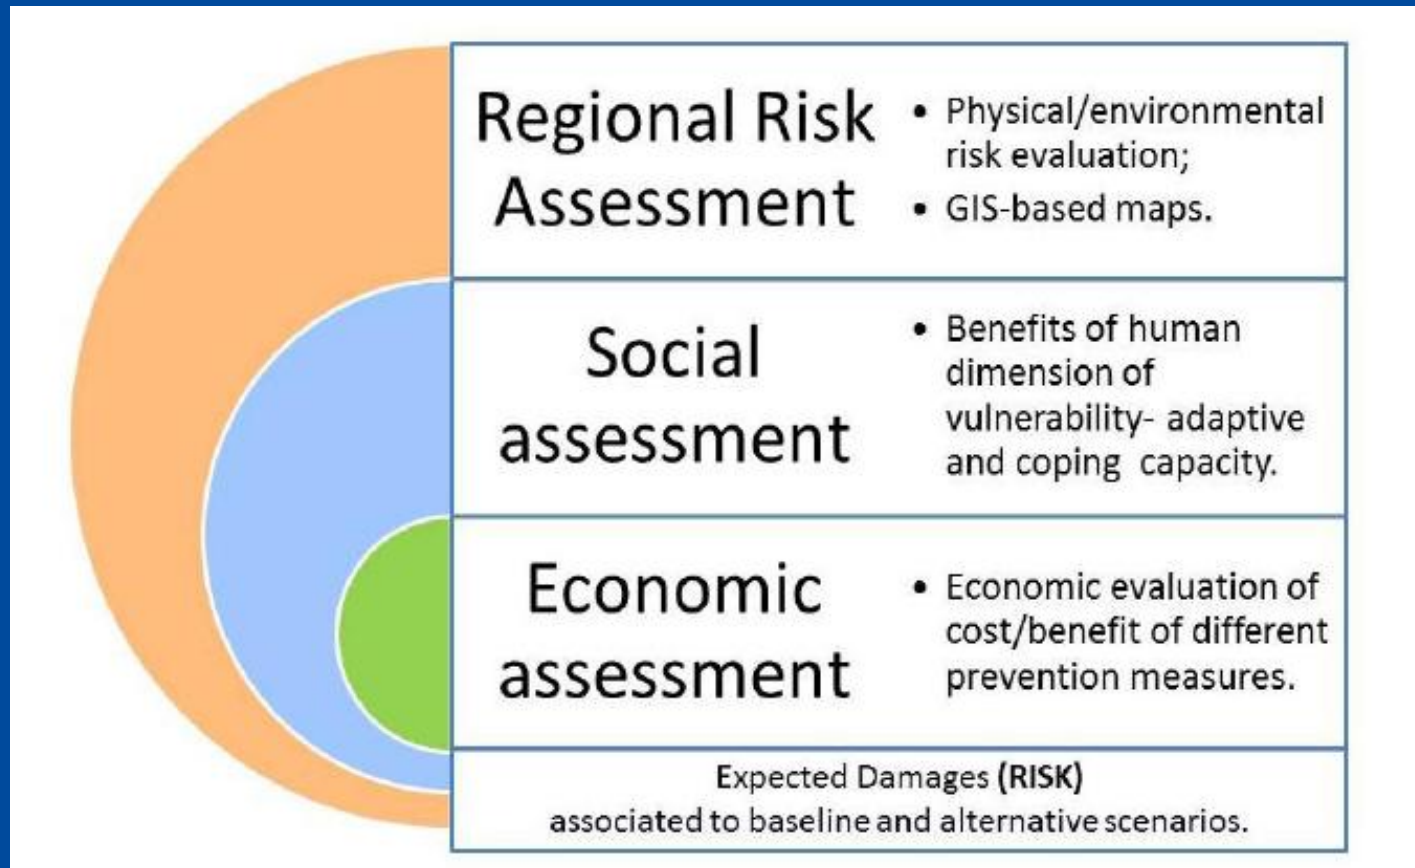 Regional Risk
Assessment
• Physical/environmental
risk evaluation;
• GIS-based maps.
Social
assessment
• Benefits of human
dimension of
vulnerability- adaptive
and coping capacity.
Economic
assessment
• Economic evaluation of
cost/benefit of different
prevention measures.
Expected Damages (RISK)
associated to baseline and alternative scenarios.